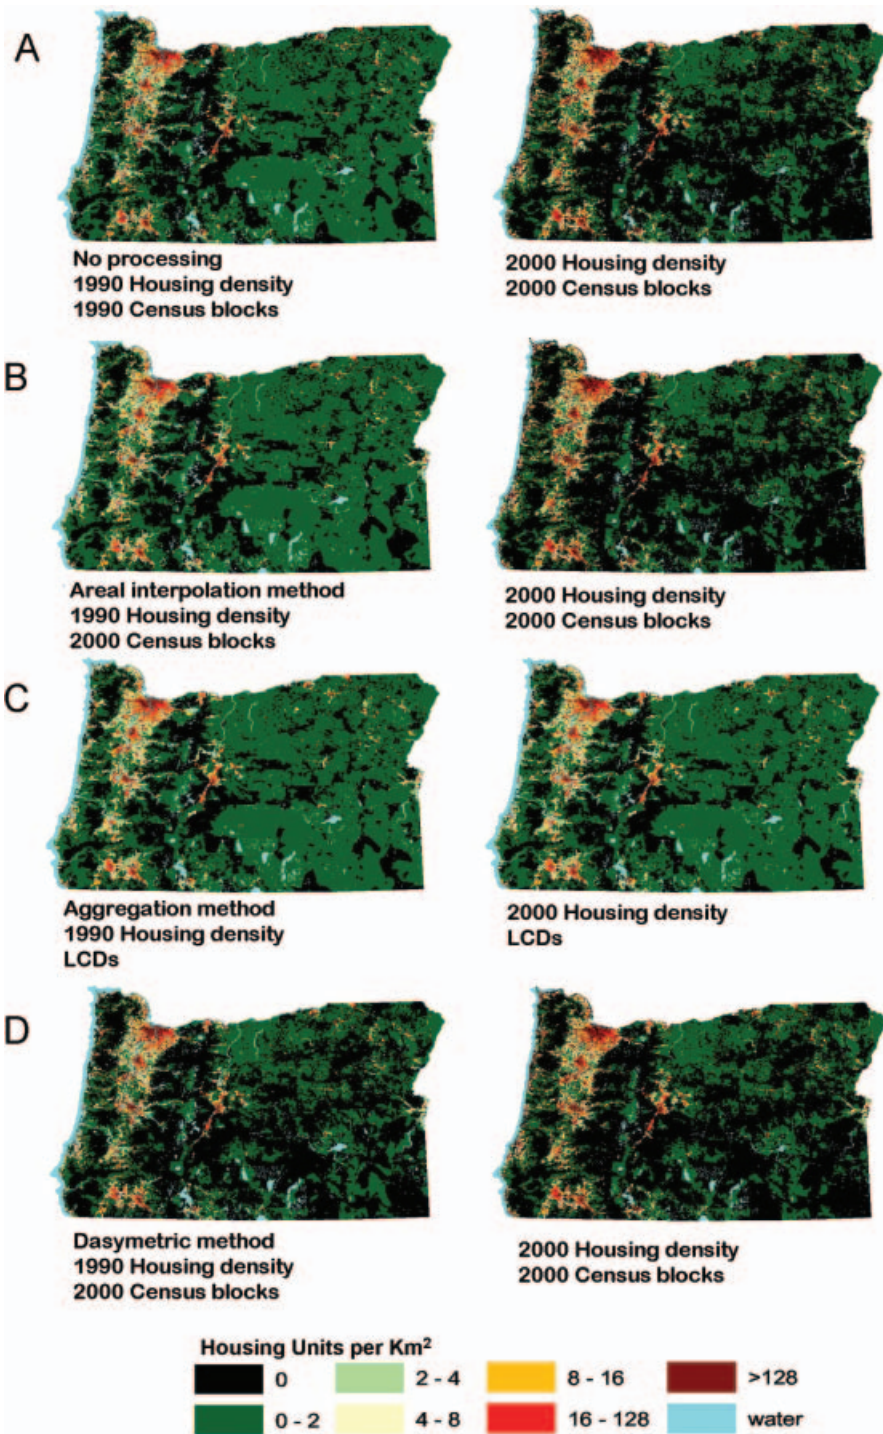 A
No processing
1990 Housing density
1990 Census blocks
2000 Housing density
2000 Census blocks
B
Areal interpolation method
1990 Housing density
2000 Census blocks
2000 Housing density
2000 Census blocks
C
Aggregation method
1990 Housing density
LCDs
2000 Housing density
LCDs
D
Dasymetric method
1990 Housing density
2000 Census blocks
2000 Housing density
2000 Census blocks
Housing Units per Km²
0
2 - 4
8 - 16
>128
0 - 2
4 - 8
16 - 128
water